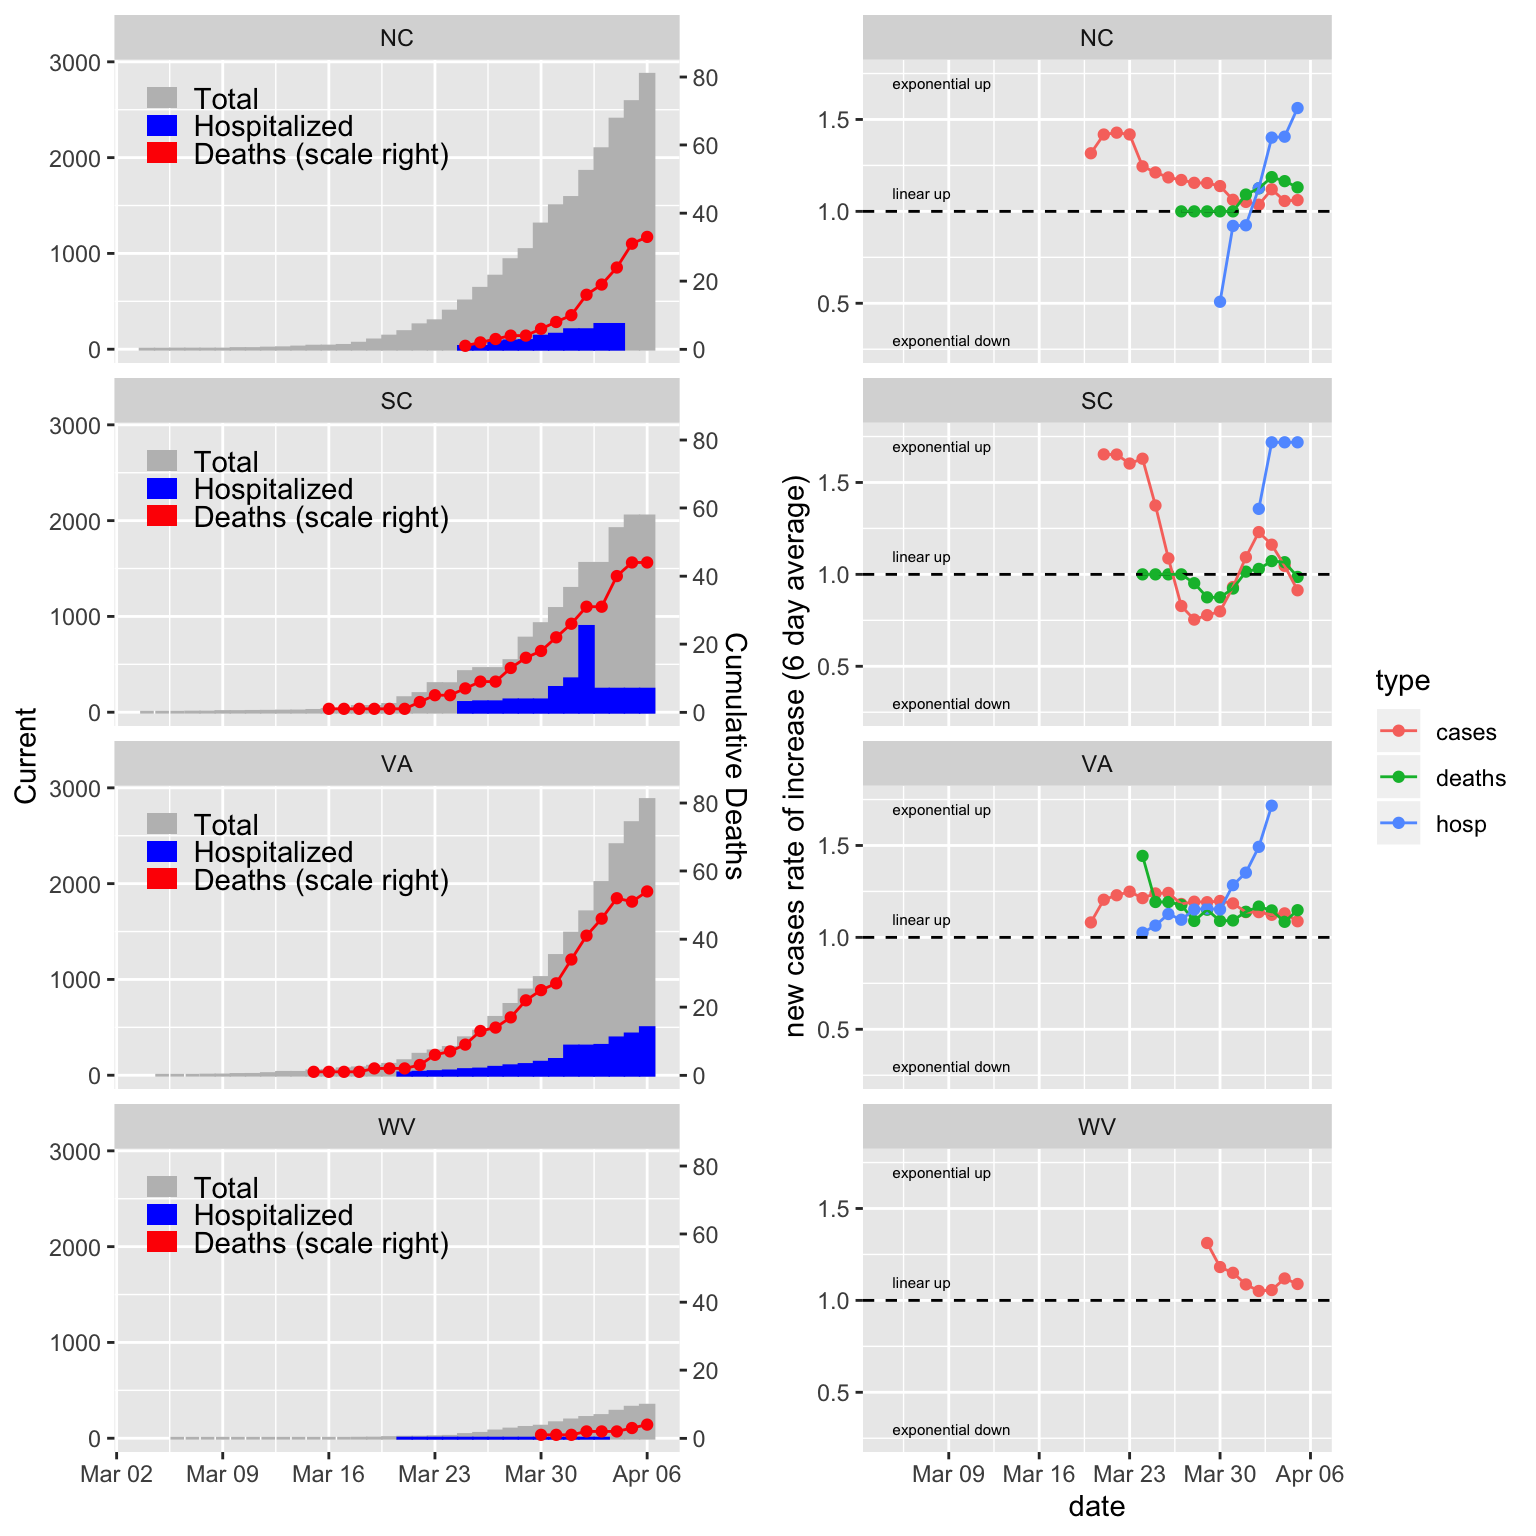 NC
3000
2000
1000
0
80
60
40
20
0
Total
Hospitalized
Deaths (scale right)
SC
3000
2000
1000
0
80
60
40
20
0
Total
Hospitalized
Deaths (scale right)
VA
3000
2000
1000
0
80
60
40
20
0
Total
Hospitalized
Deaths (scale right)
WV
3000
2000
1000
0
80
60
40
20
0
Total
Hospitalized
Deaths (scale right)
Mar 02 Mar 09 Mar 16 Mar 23 Mar 30 Apr 06
Current
Cumulative Deaths
NC
1.5
1.0
0.5
exponential up
linear up
exponential down
SC
1.5
1.0
0.5
exponential up
linear up
exponential down
VA
1.5
1.0
0.5
exponential up
linear up
exponential down
WV
1.5
1.0
0.5
exponential up
linear up
exponential down
Mar 09 Mar 16 Mar 23 Mar 30 Apr 06
date
new cases rate of increase (6 day average)
type
cases
deaths
hosp